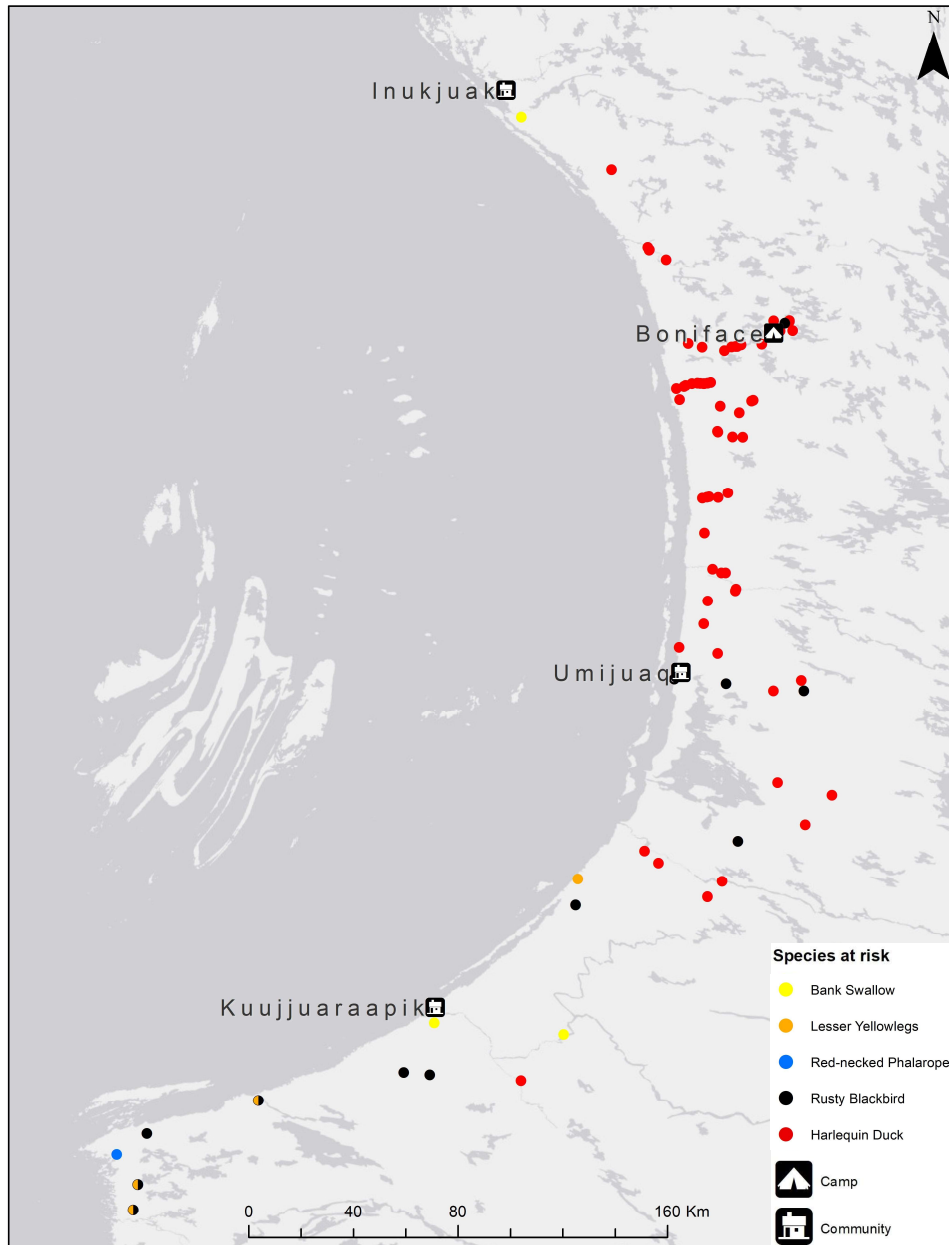 N
Inukjuak
Boniface
Umijuaq
Kuujjuaraapik
Species at risk
Bank Swallow
Lesser Yellowlegs
Red-necked Phalarope
Rusty Blackbird
Harlequin Duck
Camp
Community
0 80 160 Km
40